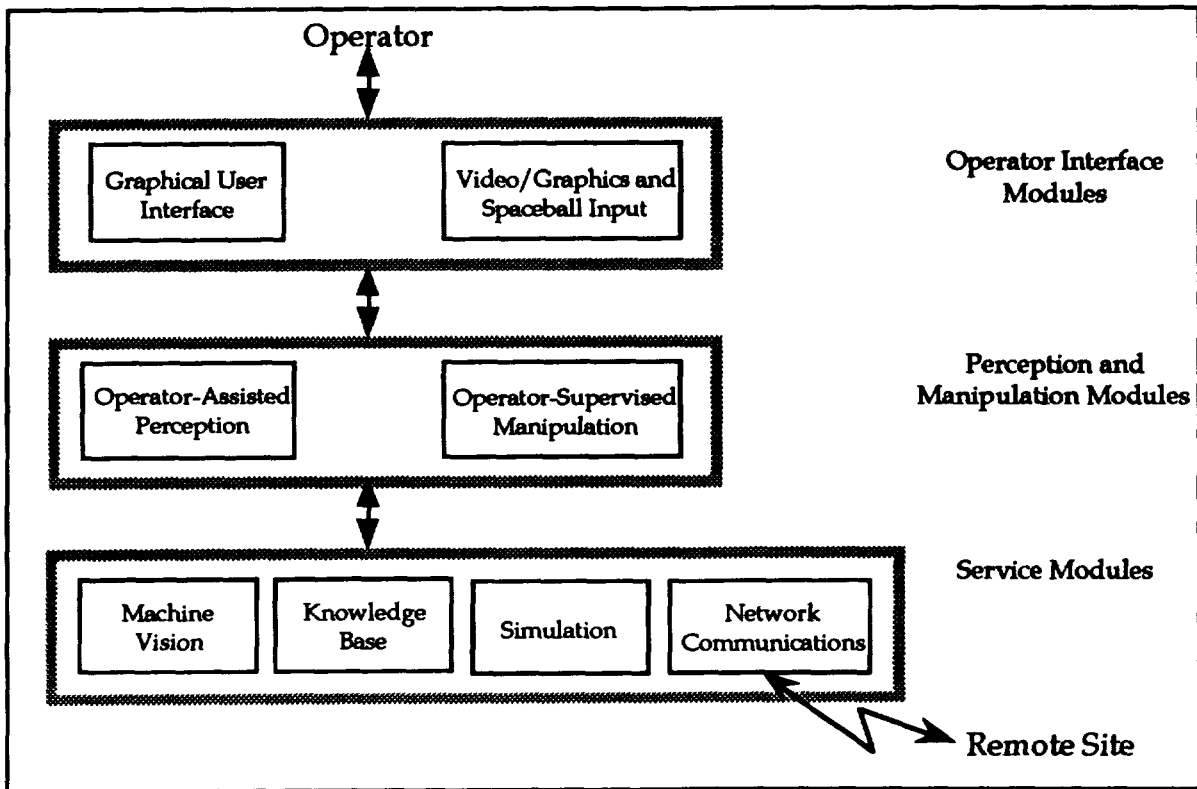 Operator
Graphical User
Interface
Video/Graphics and
Spaceball Input
Operator Interface
Modules
Operator-Assisted
Perception
Operator-Supervised
Manipulation
Perception and
Manipulation Modules
Service Modules
Machine
Vision
Knowledge
Base
Simulation
Network
Communications
Remote Site